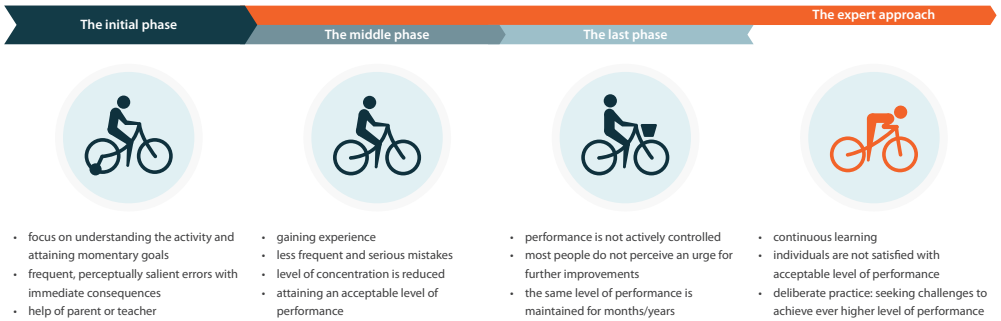 The initial phase
The middle phase
The last phase
The expert approach
• focus on understanding the activity and
attaining momentary goals
• frequent, perceptually salient errors with
immediate consequences
• help of parent or teacher
• gaining experience
• less frequent and serious mistakes
• level of concentration is reduced
• attaining an acceptable level of
performance
• performance is not actively controlled
• most people do not perceive an urge for
further improvements
• the same level of performance is
maintained for months/years
• continuous learning
• individuals are not satisfied with
acceptable level of performance
• deliberate practice: seeking challenges to
achieve ever higher level of performance